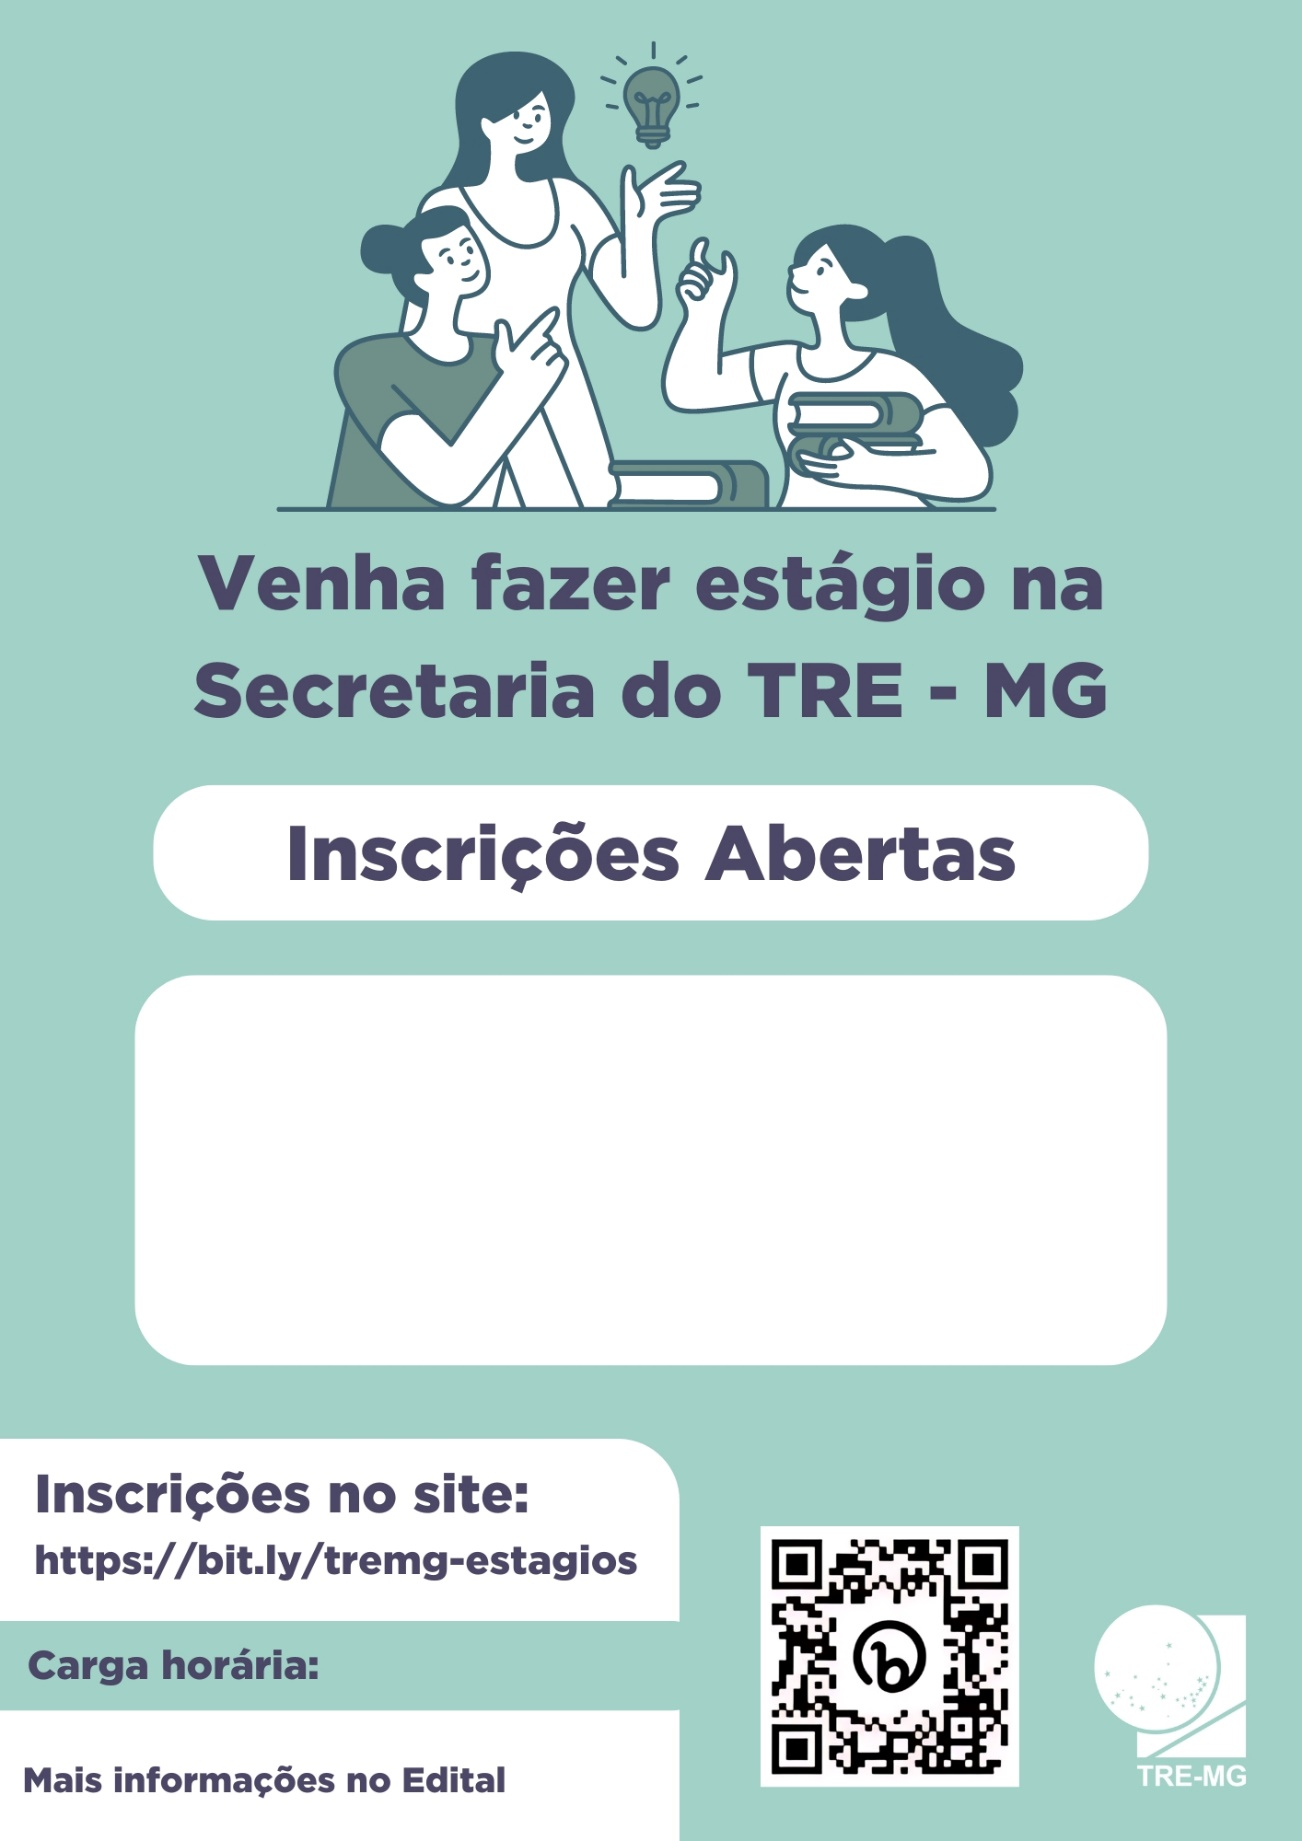 Venha fazer estágio na
Secretaria do TRE - MG
Inscrições Abertas
Inscrições no site:
https://bit.ly/tremg-estagios
Carga horária:
Mais informações no Edital
b
TRE-MG